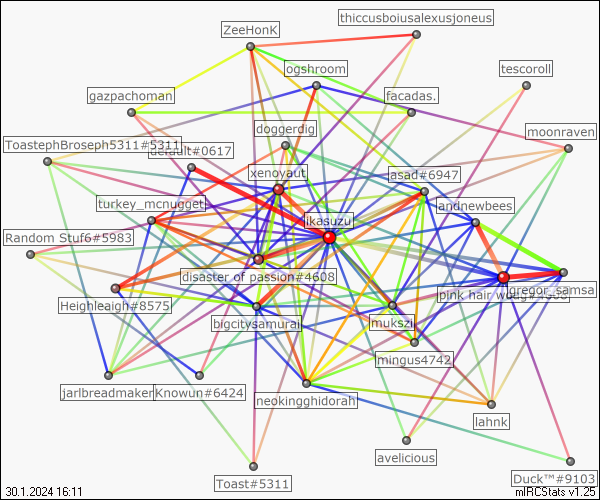 thiccusboiusalexusjoneus
ZeeHonK
ogshroom
tescoroll
gazpachoman
facadas.
doggerdig
moonraven
ToastephBroseph5311#5311
default#0617
xenoyaut
asad#6947
turkey_mcnugget
andnewbees
ikasuzu
Random Stuf6#5983
disaster of passion#4608
pink hair
gregor_samsa
Heighleaigh#8575
bigcitysamurai
mukszi
mingus4742
jarlbreadmaker
Knowun#6424
neokingghidorah
lahnk
avelicious
Toast#5311
Duck™#9103
30.1.2024 16:11
mIRCStats v1.25